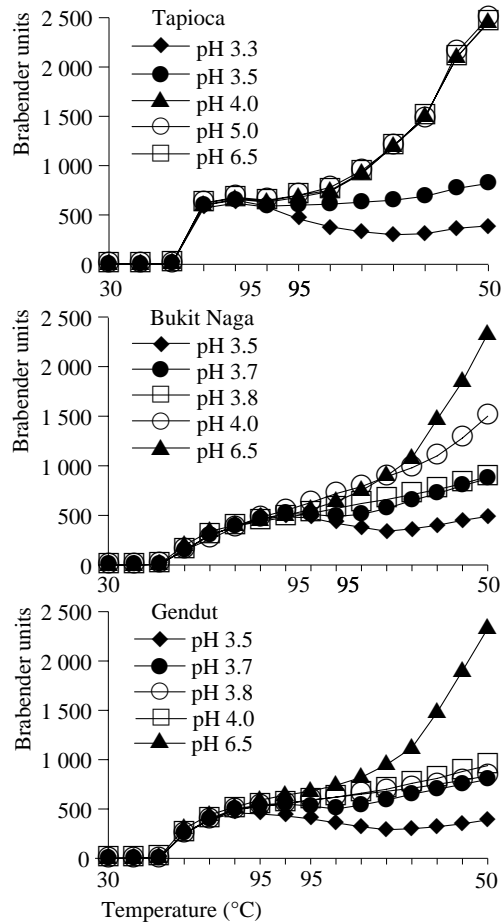 Tapioca
pH 3.3
pH 3.5
pH 4.0
pH 5.0
pH 6.5
Brabender units
2 500
2 000
1 500
1 000
500
0
30
95
95
50
Bukit Naga
pH 3.5
pH 3.7
pH 3.8
pH 4.0
pH 6.5
Brabender units
2 500
2 000
1 500
1 000
500
0
30
95
95
50
Gendut
pH 3.5
pH 3.7
pH 3.8
pH 4.0
pH 6.5
Brabender units
2 500
2 000
1 500
1 000
500
0
30
95
95
50
Temperature (°C)